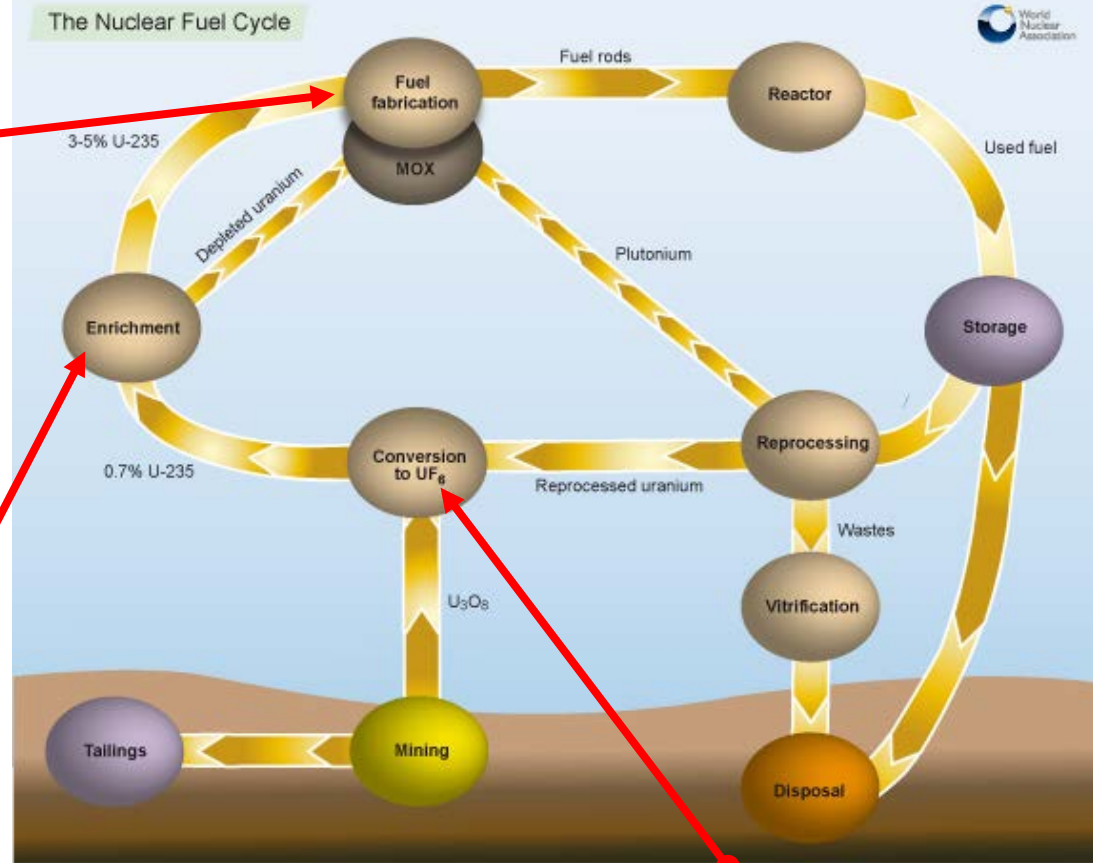 The Nuclear Fuel Cycle
World
Nuclear
Association
Fuel rods
Fuel
fabrication
Reactor
3-5% U-235
MOX
Used fuel
Depleted uranium
Plutonium
Enrichment
Storage
Conversion
to UF₆
Reprocessing
0.7% U-235
Reprocessed uranium
Wastes
U₃O₈
Vitrification
Tailings
Mining
Disposal